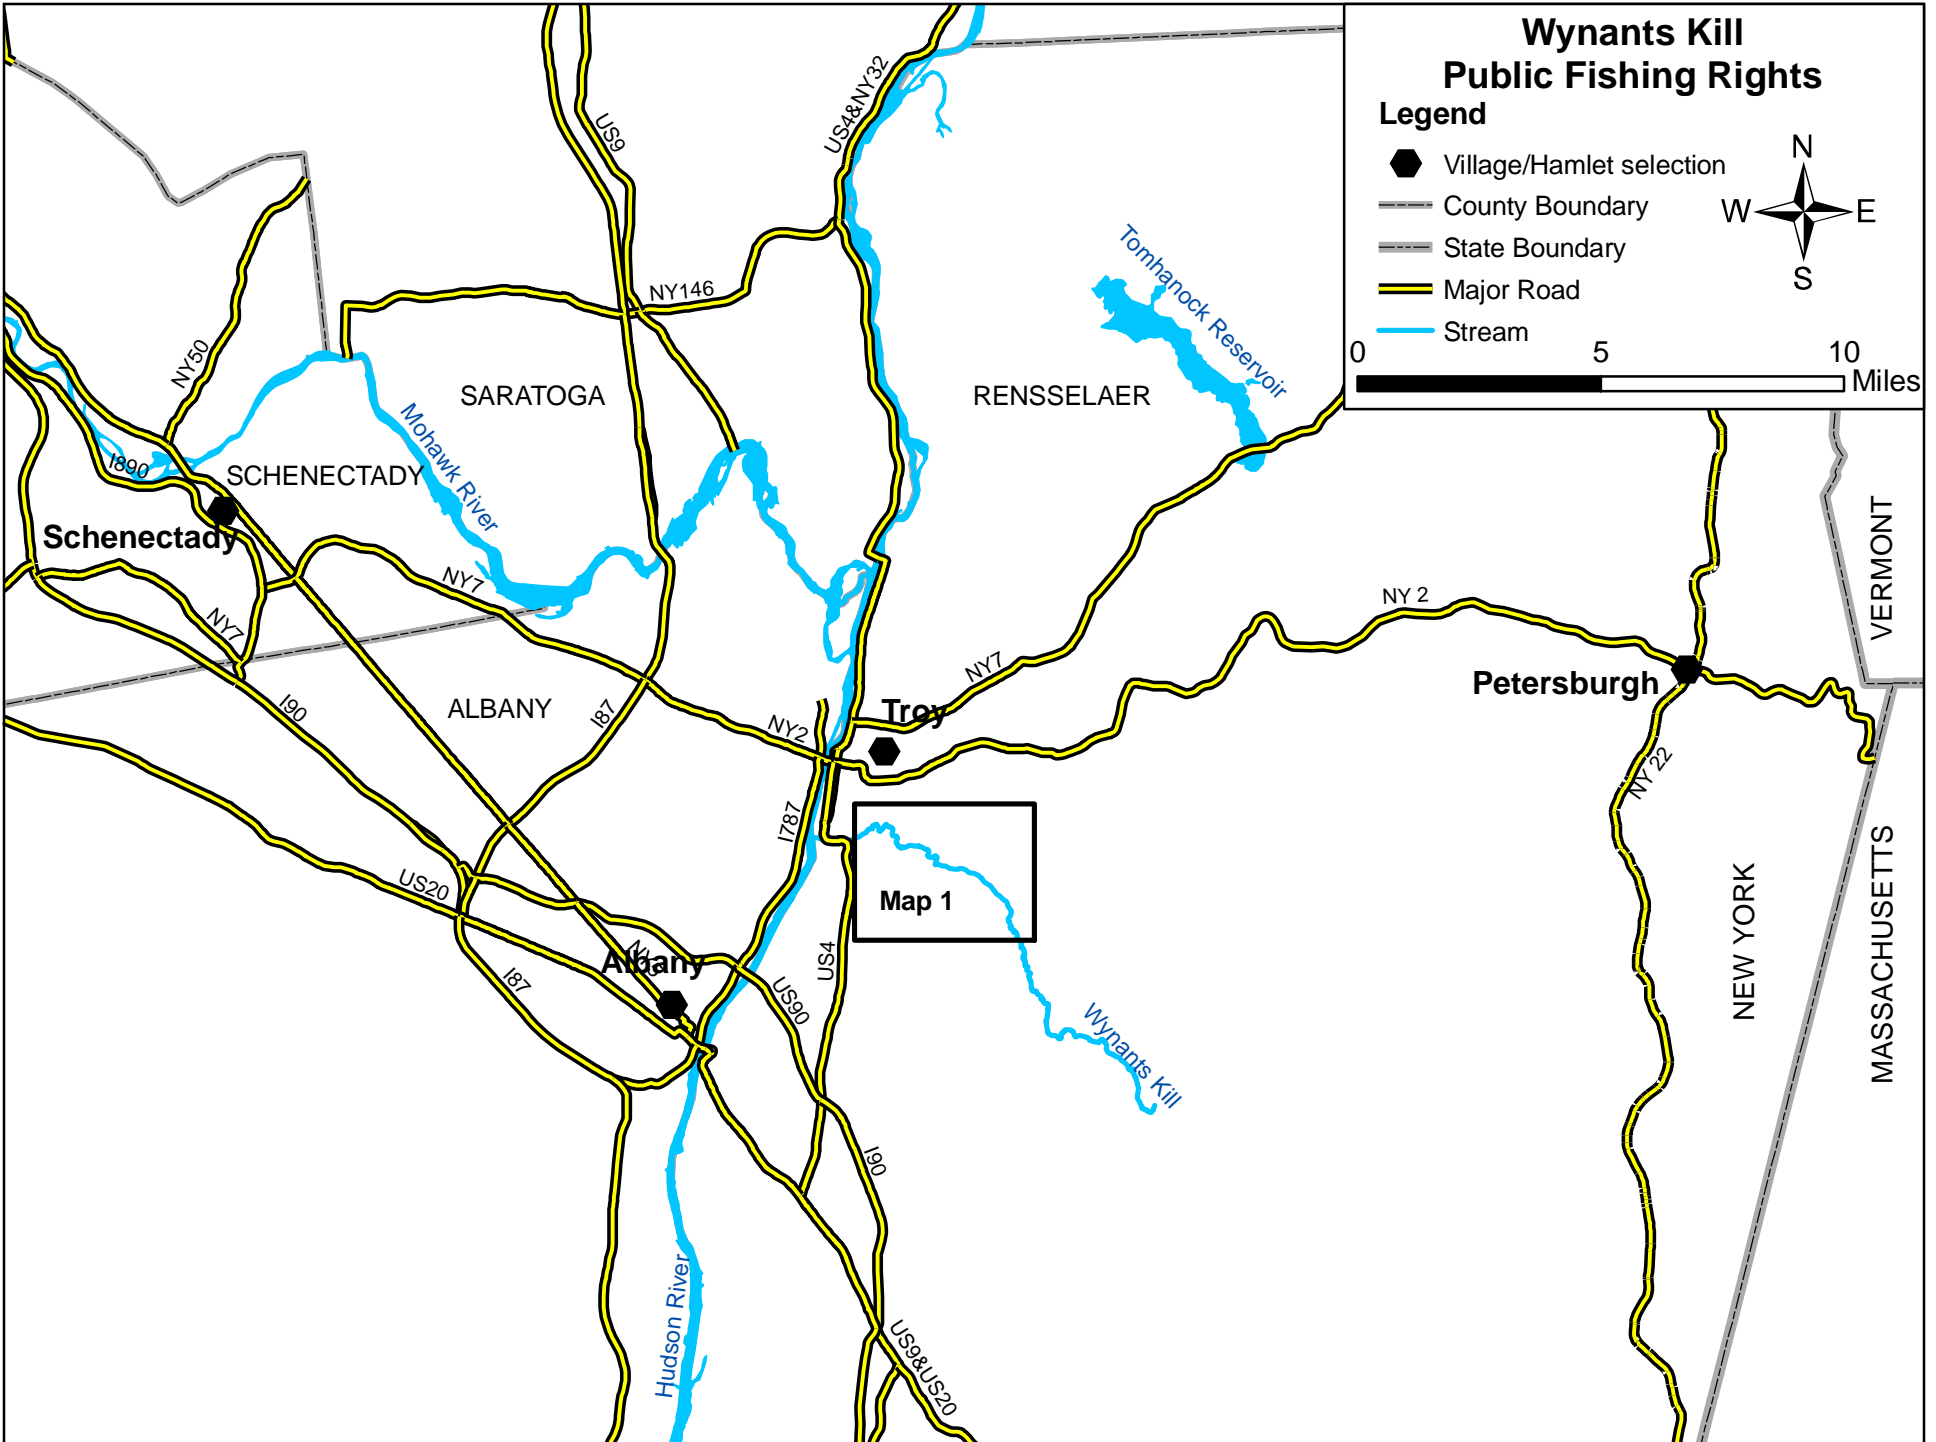 Wynants Kill
Public Fishing Rights
Legend
Village/Hamlet selection
County Boundary
State Boundary
Major Road
Stream
N
W
E
S
0
5
10
Miles
US9
US4&NY32
Tomhanock Reservoir
NY146
NY50
SARATOGA
RENSSELAER
Mohawk River
I890
SCHENECTADY
Schenectady
VERMONT
NY7
NY 2
NY7
NY7
Petersburgh
I90
ALBANY
I87
NY2
Troy
NY 22
I787
US20
Map 1
NEW YORK
MASSACHUSETTS
Albany
I87
US90
US4
Wynants Kill
I90
Hudson River
US9&US20